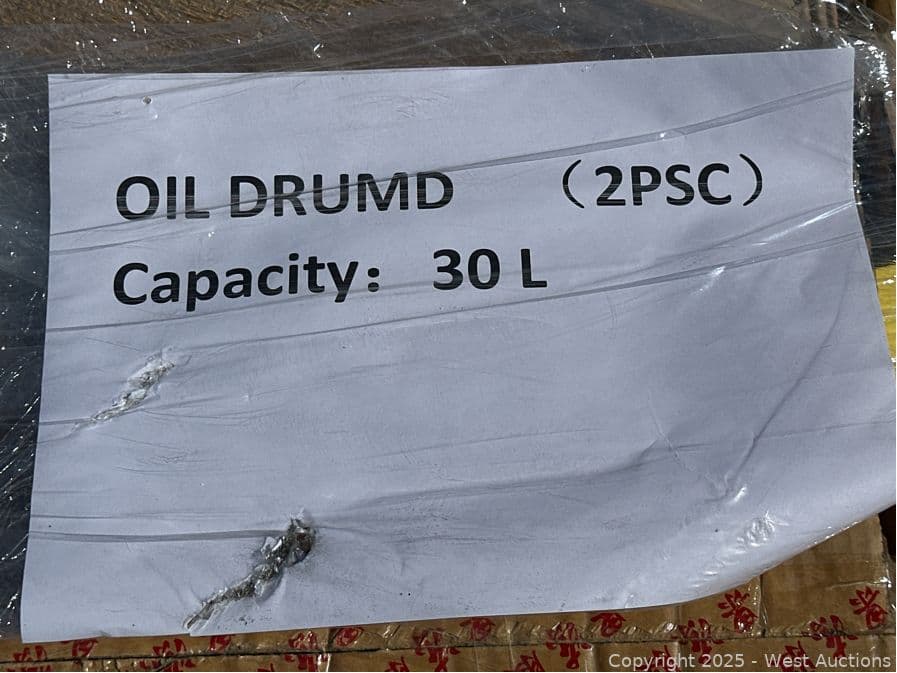 OIL DRUMD （2PSC）
Capacity： 30 L
Copyright 2025 - West Auctions